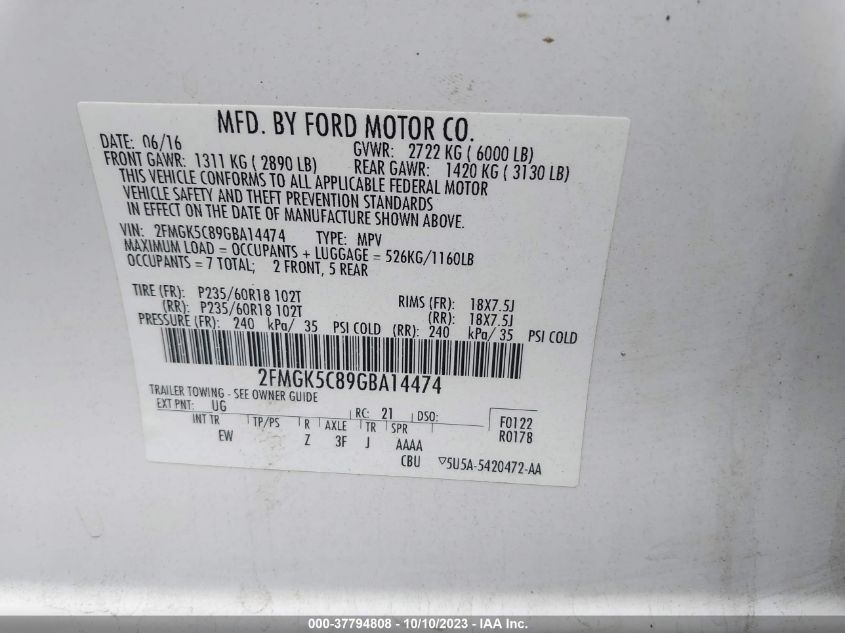 MFD. BY FORD MOTOR CO.
DATE: 06/16 GVWR: 2722 KG ( 6000 LB)
FRONT GAWR: 1311 KG ( 2890 LB) REAR GAWR: 1420 KG ( 3130 LB)
THIS VEHICLE CONFORMS TO ALL APPLICABLE FEDERAL MOTOR
VEHICLE SAFETY AND THEFT PREVENTION STANDARDS
IN EFFECT ON THE DATE OF MANUFACTURE SHOWN ABOVE.
VIN: 2FMGK5C89GBA14474 TYPE: MPV
MAXIMUM LOAD = OCCUPANTS + LUGGAGE = 526KG/1160LB
OCCUPANTS = 7 TOTAL; 2 FRONT, 5 REAR
TIRE (FR): P235/60R18 102T RIMS (FR): 18X7.5J
(RR): P235/60R18 102T (RR): 18X7.5J
PRESSURE (FR): 240 kPa/ 35 PSI COLD (RR): 240 kPa/ 35 PSI COLD
2FMGK5C89GBA14474
TRAILER TOWING - SEE OWNER GUIDE
EXT PNT: UG RC: 21 DSO: F0122
INT TR TP/PS R AXLE TR SPR R0178
EW Z 3F J AAAA
CBU ▽5U5A-5420472-AA
000-37794808 - 10/10/2023 - IAA Inc.